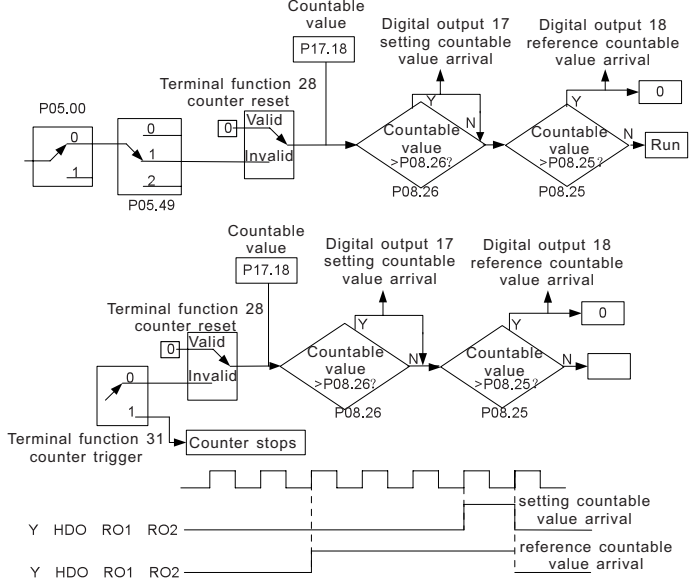 Countable
value
P17.18
Digital output 17
setting countable
value arrival
Digital output 18
reference countable
value arrival
Terminal function 28
counter reset
P05.00
0
1
0
1
2
P05.49
0
Valid
Invalid
Y
N
Countable
value
>P08.26?
P08.26
Y
0
Countable
value
>P08.25?
P08.25
N
Run
Countable
value
P17.18
Digital output 17
setting countable
value arrival
Digital output 18
reference countable
value arrival
Terminal function 28
counter reset
0
Valid
Invalid
Y
N
Countable
value
>P08.26?
P08.26
Y
0
Countable
value
>P08.25?
P08.25
N
0
1
Terminal function 31
counter trigger
Counter stops
Y HDO RO1 RO2
setting countable
value arrival
Y HDO RO1 RO2
reference countable
value arrival